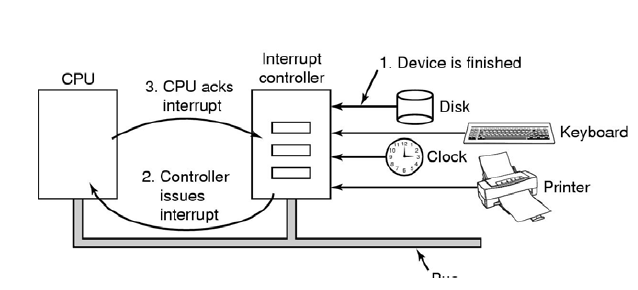 CPU
3. CPU acks
interrupt
Interrupt
controller
1. Device is finished
Disk
Keyboard
Clock
Printer
2. Controller
issues
interrupt